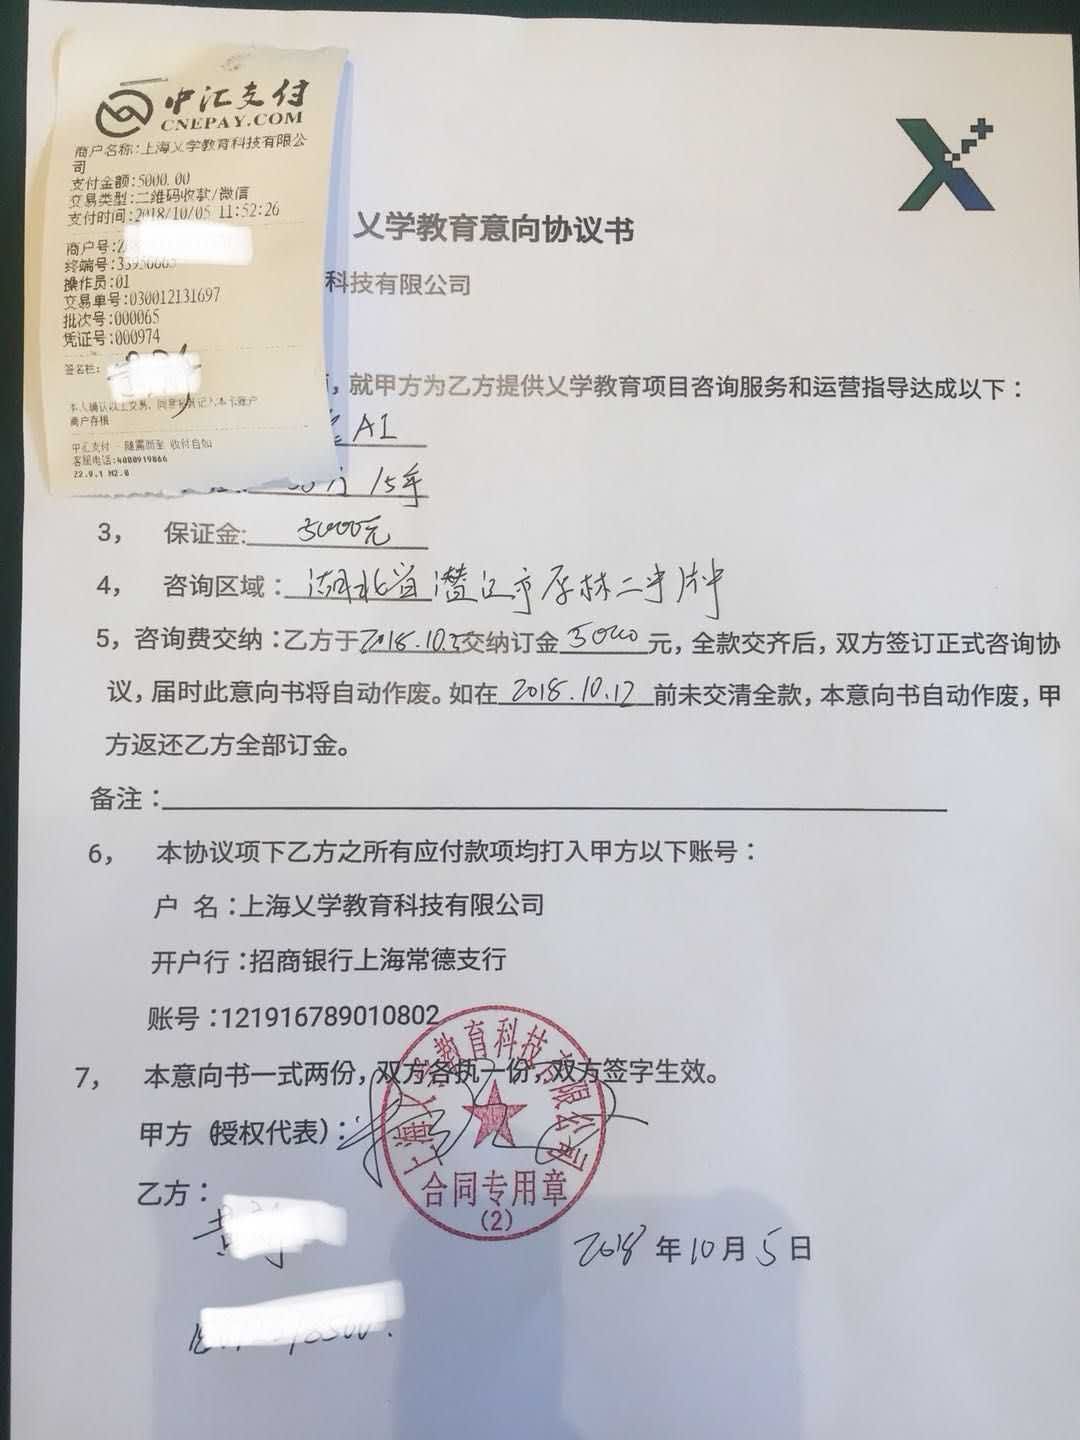 中汇支付
CNEPAY.COM
商户名称:上海乂学教育科技有限公
司
支付金额:5000.00
交易类型:二维码收款/微信
支付时间:2018/10/05 11:52:26
商户号:
终端号:
操作员:01
交易单号:030012131697
批次号:000065
凭证号:000974
签名栏:
本人确认以上交易，同意将其记入本卡账户
商户存根
中汇支付 随需而至 收付自如
客服电话:4000919866
Z2.9.1 M2.0
乂学教育意向协议书
科技有限公司
，就甲方为乙方提供乂学教育项目咨询服务和运营指导达成以下：
AI
15年
3， 保证金:5000元
4， 咨询区域：湖北省潜江市
5，咨询费交纳：乙方于2018.10.5交纳订金5000元，全款交齐后，双方签订正式咨询协
议，届时此意向书将自动作废。如在2018.10.12前未交清全款，本意向书自动作废，甲
方返还乙方全部订金。
备注：
6， 本协议项下乙方之所有应付款项均打入甲方以下账号：
户 名：上海乂学教育科技有限公司
开户行：招商银行上海常德支行
账号：121916789010802
7， 本意向书一式两份，双方各执一份，双方签字生效。
甲方（授权代表）：
上海乂学教育科技有限公司
合同专用章
(2)
乙方：
黄
2018年10月5日